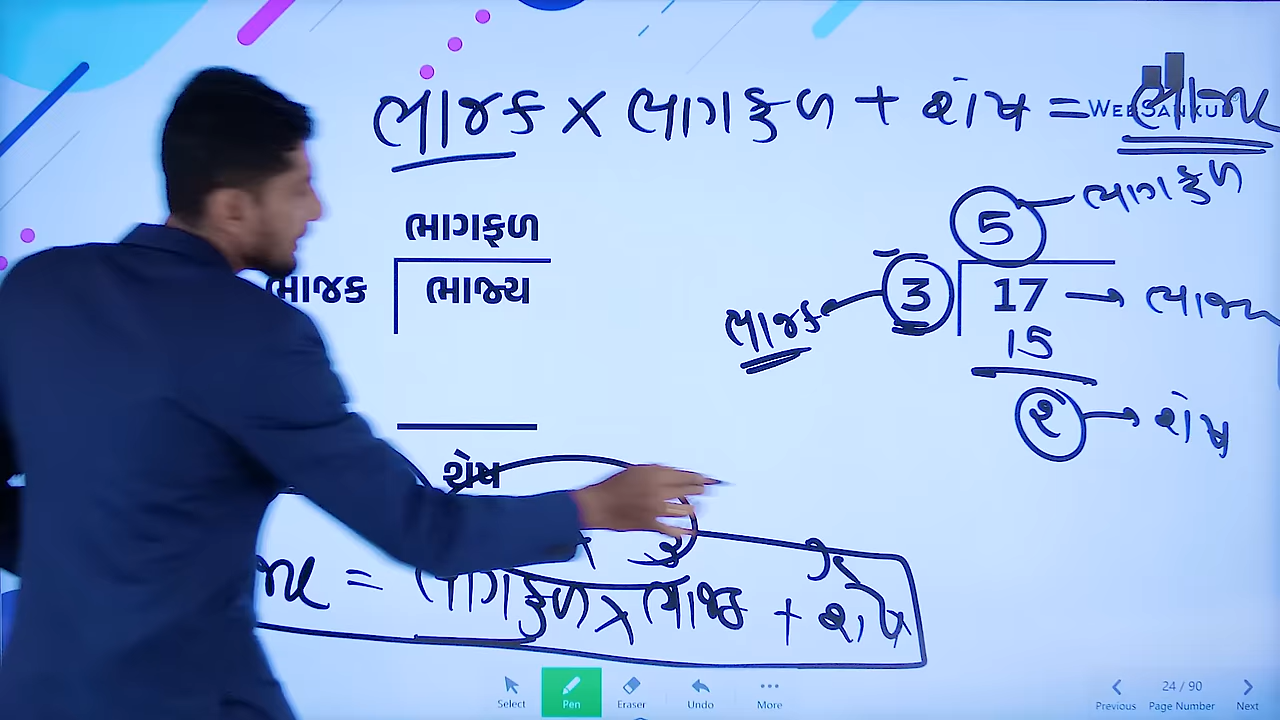 ભાજક × ભાગફળ + શેષ = ભાજ્ય
WEBSANKUL
5 ભાગફળ
ભાગફળ
ભાજક ભાજ્ય
ભાજક 3 17 → ભાજ્ય
15
૨ → શેષ
શેષ
= ભાગફળ × ભાજક + શેષ
Select Pen Eraser Undo More
24 / 90
Previous Page Number Next